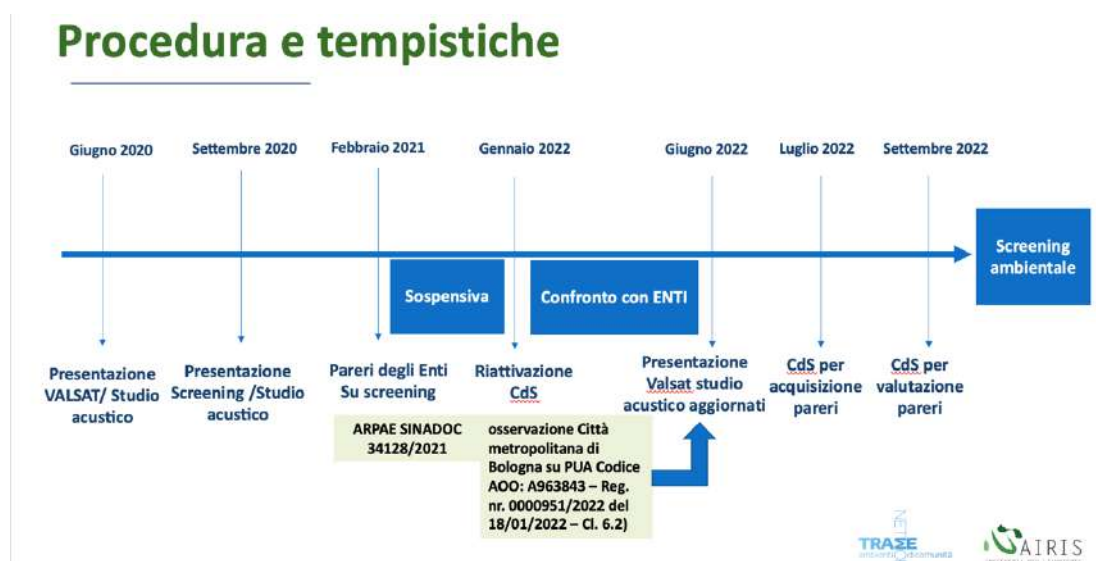 Procedura e tempistiche
Giugno 2020
Settembre 2020
Febbraio 2021
Gennaio 2022
Giugno 2022
Luglio 2022
Settembre 2022
Screening
ambientale
Sospensiva
Confronto con ENTI
Presentazione
VALSAT/ Studio
acustico
Presentazione
Screening /Studio
acustico
Pareri degli Enti
Su screening
Riattivazione
CdS
Presentazione
Valsat studio
acustico aggiornati
CdS per
acquisizione
pareri
CdS per
valutazione
pareri
ARPAE SINADOC
34128/2021
osservazione Città
metropolitana di
Bologna su PUA Codice
AOO: A963843 – Reg.
nr. 0000951/2022 del
18/01/2022 – Cl. 6.2)
AIRIS